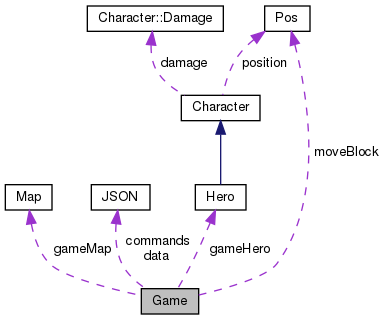 Character::Damage
Pos
damage
position
Character
moveBlock
Map
JSON
Hero
gameMap
commands
data
gameHero
Game